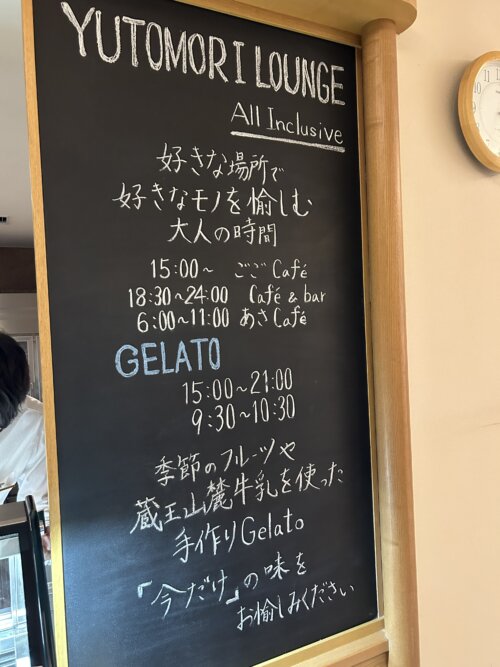 YUTOMORI LOUNGE
All Inclusive
好きな場所で
好きなモノを愉しむ
大人の時間
15:00～ ごごCafé
18:30～24:00 Café & bar
6:00～11:00 あさCafé
GELATO
15:00～21:00
9:30～10:30
季節のフルーツや
蔵王山麓牛乳を使った
手作りGelato
「今だけ」の味を
お愉しみください